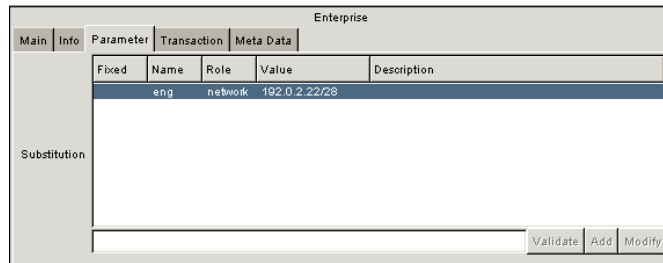 Enterprise
Main Info Parameter Transaction Meta Data
Fixed Name Role Value Description
eng network 192.0.2.22/28
Substitution
Validate Add Modify